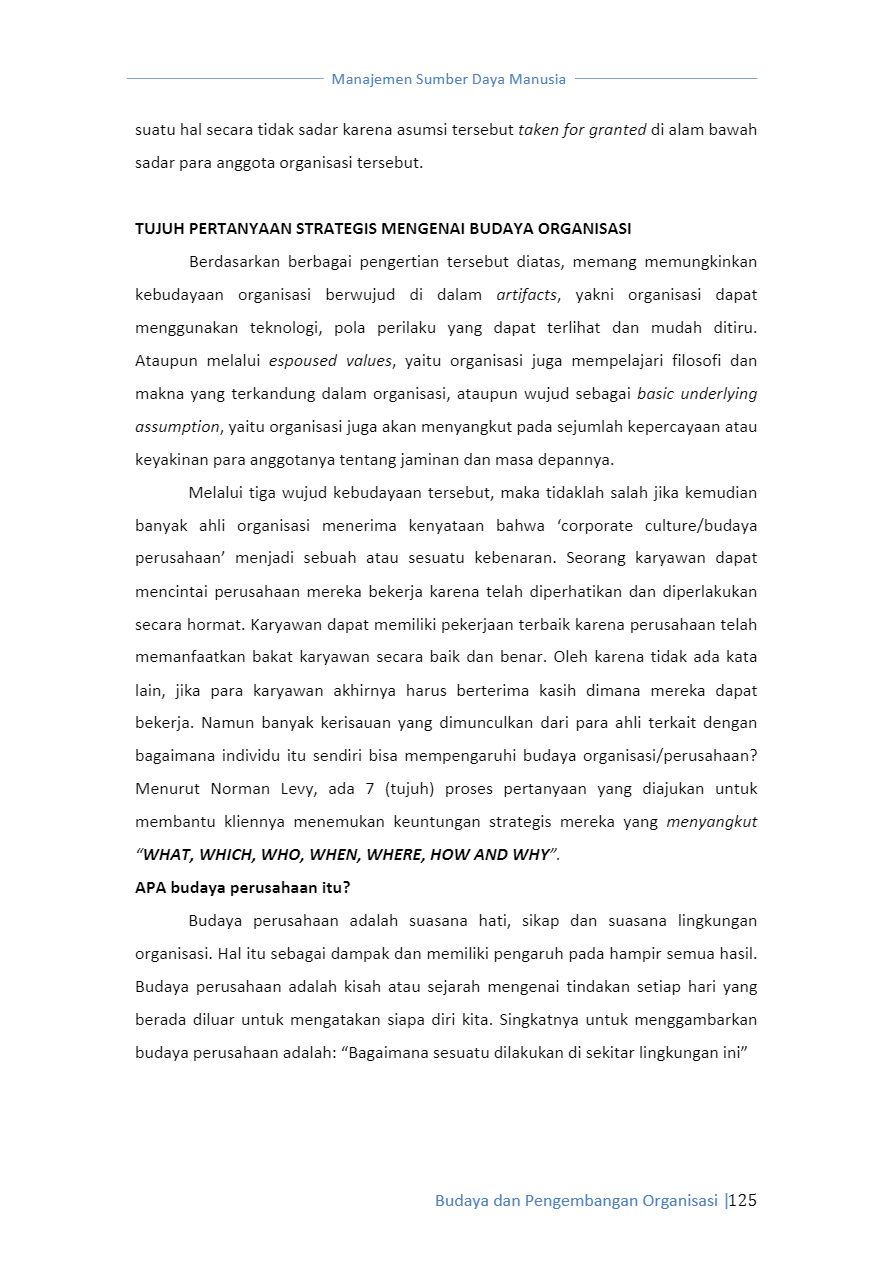 Manajemen Sumber Daya Manusia
suatu hal secara tidak sadar karena asumsi tersebut taken for granted di alam bawah
sadar para anggota organisasi tersebut.
TUJUH PERTANYAAN STRATEGIS MENGENAI BUDAYA ORGANISASI
Berdasarkan berbagai pengertian tersebut diatas, memang memungkinkan
kebudayaan organisasi berwujud di dalam artifacts, yakni organisasi dapat
menggunakan teknologi, pola perilaku yang dapat terlihat dan mudah ditiru.
Ataupun melalui espoused values, yaitu organisasi juga mempelajari filosofi dan
makna yang terkandung dalam organisasi, ataupun wujud sebagai basic underlying
assumption, yaitu organisasi juga akan menyangkut pada sejumlah kepercayaan atau
keyakinan para anggotanya tentang jaminan dan masa depannya.
Melalui tiga wujud kebudayaan tersebut, maka tidaklah salah jika kemudian
banyak ahli organisasi menerima kenyataan bahwa ‘corporate culture/budaya
perusahaan’ menjadi sebuah atau sesuatu kebenaran. Seorang karyawan dapat
mencintai perusahaan mereka bekerja karena telah diperhatikan dan diperlakukan
secara hormat. Karyawan dapat memiliki pekerjaan terbaik karena perusahaan telah
memanfaatkan bakat karyawan secara baik dan benar. Oleh karena tidak ada kata
lain, jika para karyawan akhirnya harus berterima kasih dimana mereka dapat
bekerja. Namun banyak kerisauan yang dimunculkan dari para ahli terkait dengan
bagaimana individu itu sendiri bisa mempengaruhi budaya organisasi/perusahaan?
Menurut Norman Levy, ada 7 (tujuh) proses pertanyaan yang diajukan untuk
membantu kliennya menemukan keuntungan strategis mereka yang menyangkut
“WHAT, WHICH, WHO, WHEN, WHERE, HOW AND WHY”.
APA budaya perusahaan itu?
Budaya perusahaan adalah suasana hati, sikap dan suasana lingkungan
organisasi. Hal itu sebagai dampak dan memiliki pengaruh pada hampir semua hasil.
Budaya perusahaan adalah kisah atau sejarah mengenai tindakan setiap hari yang
berada diluar untuk mengatakan siapa diri kita. Singkatnya untuk menggambarkan
budaya perusahaan adalah: “Bagaimana sesuatu dilakukan di sekitar lingkungan ini”
Budaya dan Pengembangan Organisasi |125